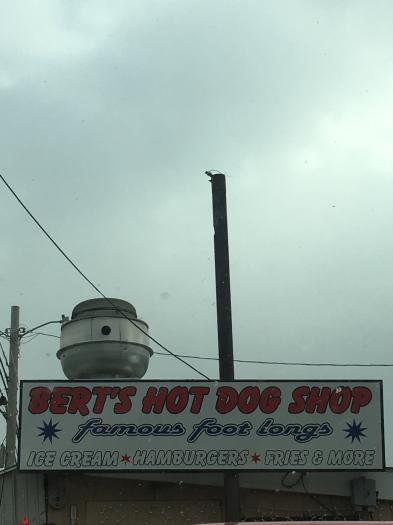 BERT'S HOT DOG SHOP
famous foot longs
ICE CREAM * HAMBURGERS * FRIES & MORE